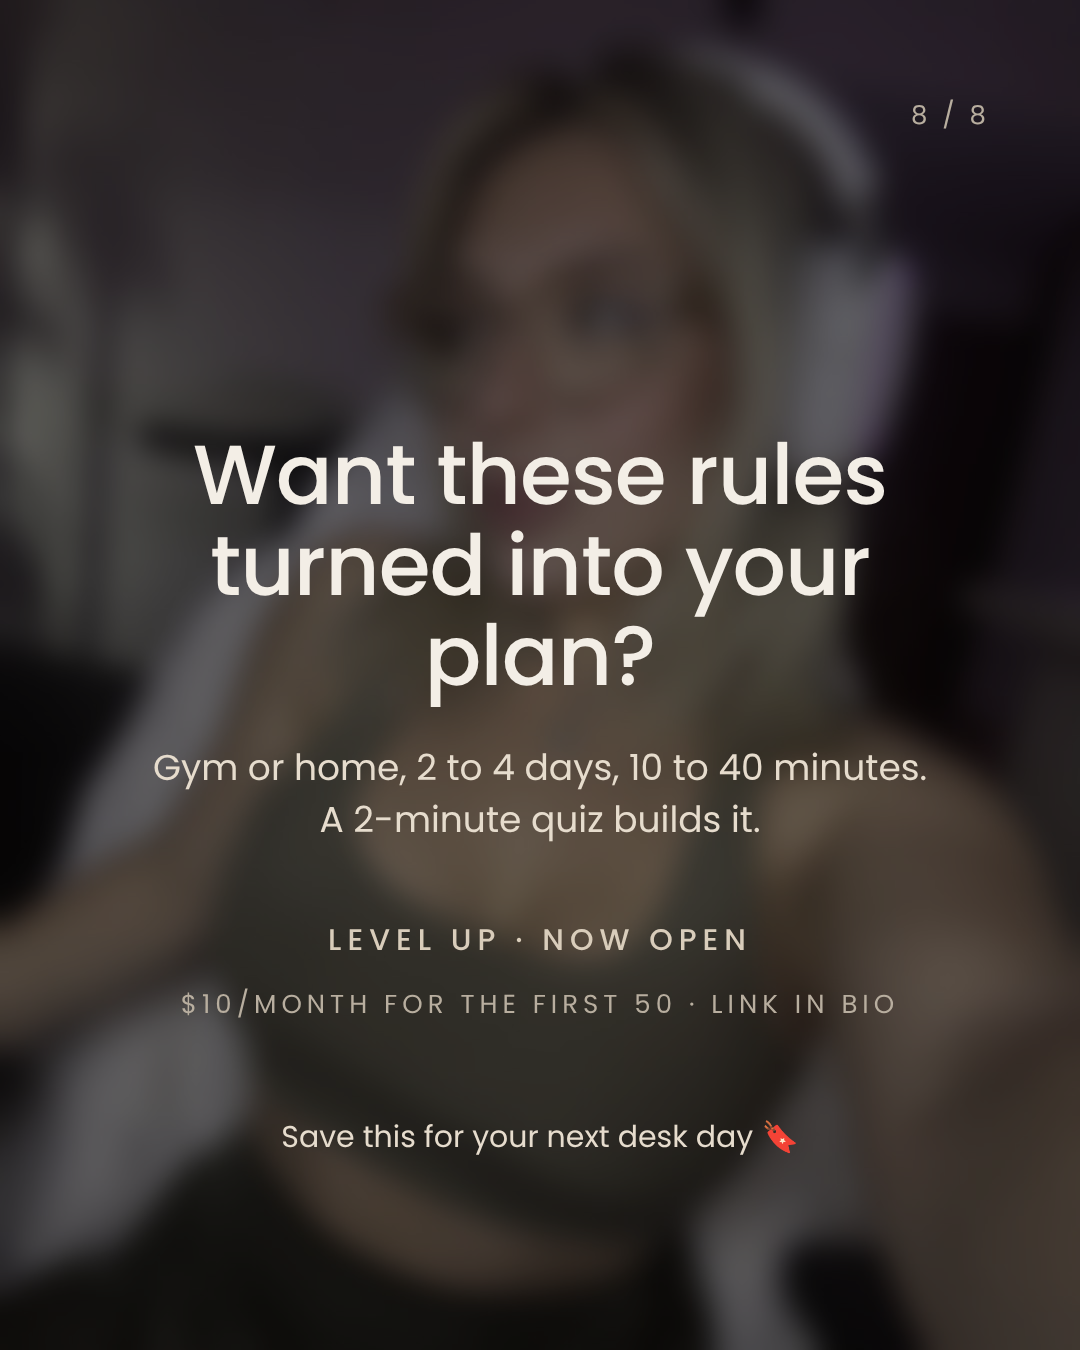 8 / 8
Want these rules
turned into your
plan?
Gym or home, 2 to 4 days, 10 to 40 minutes.
A 2-minute quiz builds it.
LEVEL UP · NOW OPEN
$10/MONTH FOR THE FIRST 50 · LINK IN BIO
Save this for your next desk day 🔖